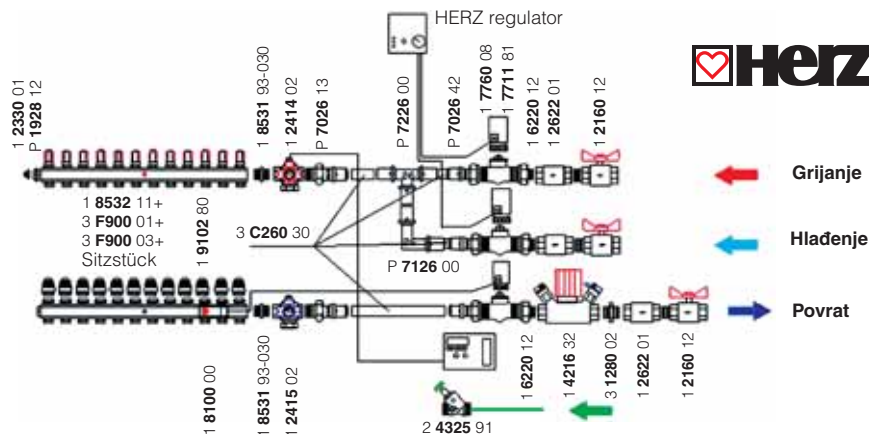 HERZ regulator
HERZ
1 2330 01
P 1928 12
1 8531 93-030
1 2414 02
P 7026 13
P 7226 00
P 7026 42
1 7760 08
1 7711 81
1 6220 12
1 2622 01
1 2160 12
Grijanje
1 8532 11+
3 F900 01+
3 F900 03+
Sitzstück
1 9102 80
3 C260 30
Hlađenje
P 7126 00
Povrat
1 8100 00
1 8531 93-030
1 2415 02
1 6220 12
1 4216 32
3 1280 02
1 2622 01
1 2160 12
2 4325 91